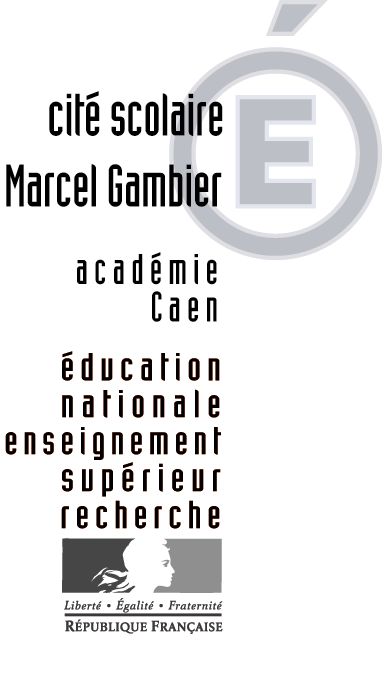 É
cité scolaire
Marcel Gambier
académie
Caen
éducation
nationale
enseignement
supérieur
recherche
Liberté • Égalité • Fraternité
RÉPUBLIQUE FRANÇAISE